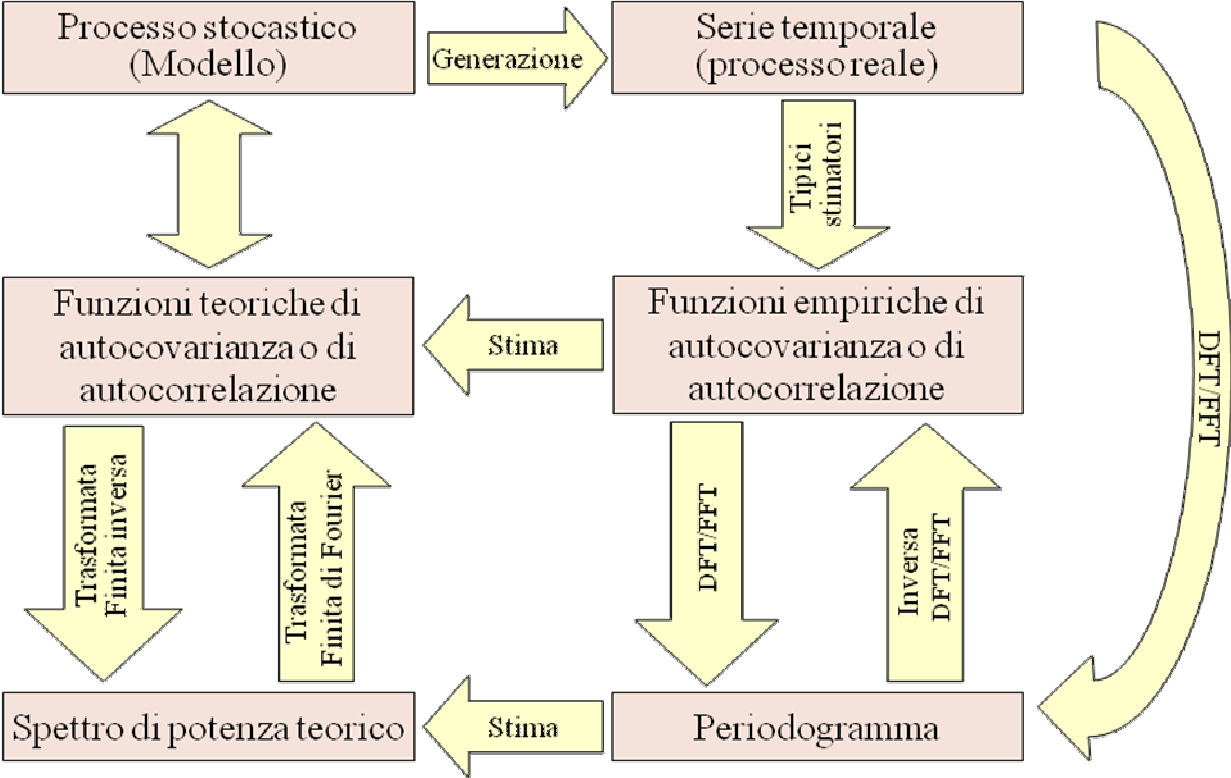 Processo stocastico
(Modello)
Generazione
Serie temporale
(processo reale)
Tipici
stimatori
Funzioni teoriche di
autocovarianza o di
autocorrelazione
Stima
Funzioni empiriche di
autocovarianza o di
autocorrelazione
DFT/FFT
Trasformata
Finita inversa
Trasformata
Finita di Fourier
DFT/FFT
Inversa
DFT/FFT
Spettro di potenza teorico
Stima
Periodogramma